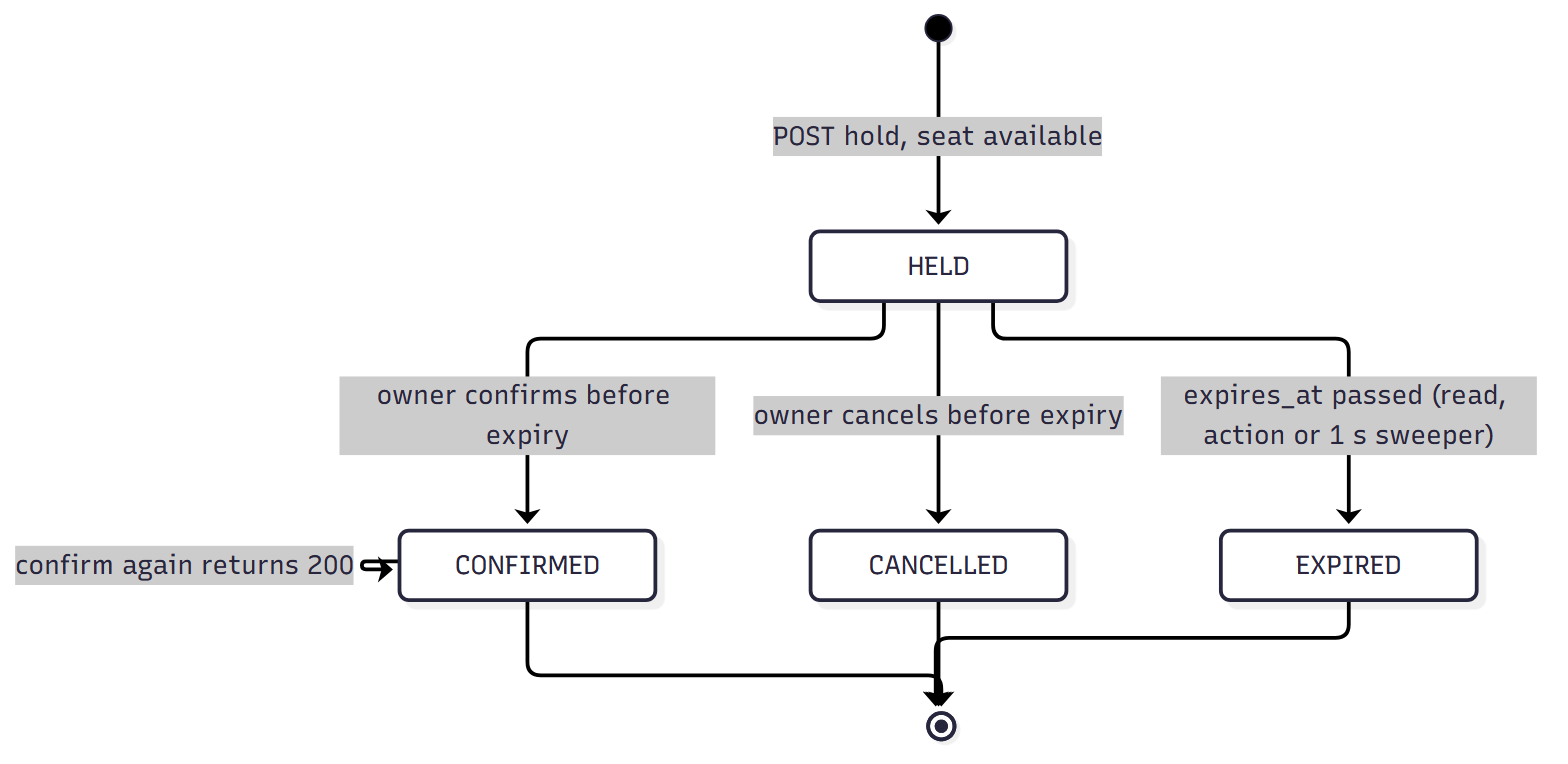 POST hold, seat available
HELD
owner confirms before
expiry
owner cancels before expiry
expires_at passed (read,
action or 1 s sweeper)
confirm again returns 200
CONFIRMED
CANCELLED
EXPIRED